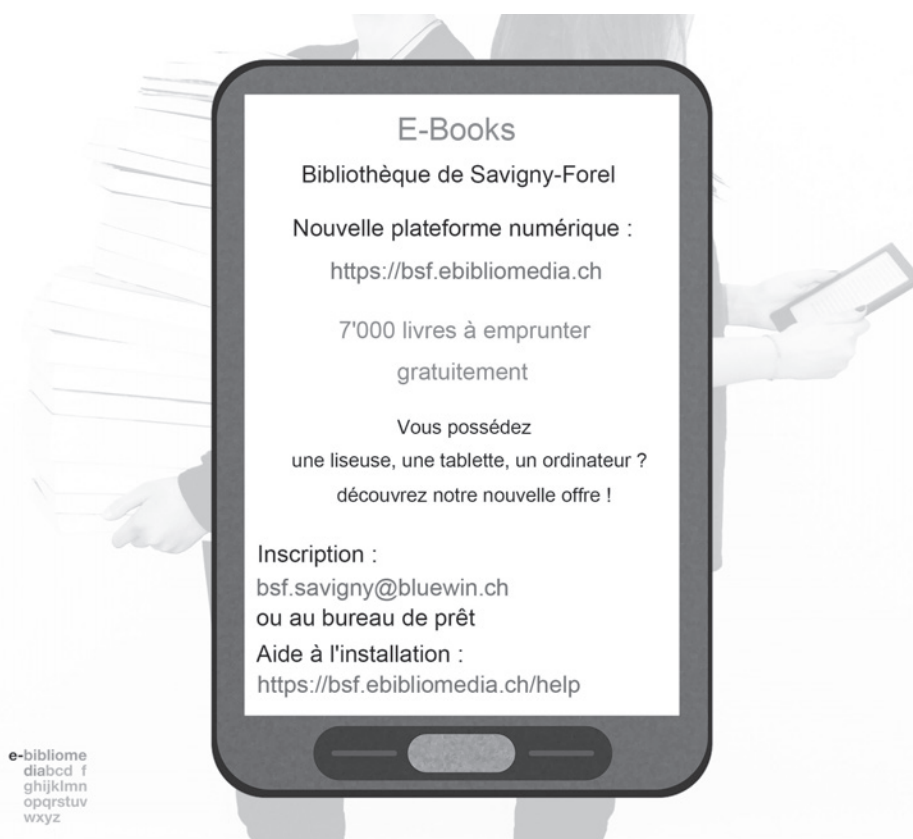 E-Books
Bibliothèque de Savigny-Forel
Nouvelle plateforme numérique :
https://bsf.ebibliomedia.ch
7'000 livres à emprunter
gratuitement
Vous possédez
une liseuse, une tablette, un ordinateur ?
découvrez notre nouvelle offre !
Inscription :
bsf.savigny@bluewin.ch
ou au bureau de prêt
Aide à l'installation :
https://bsf.ebibliomedia.ch/help
e-bibliome
diabcd f
ghijklmn
opqrstuv
wxyz